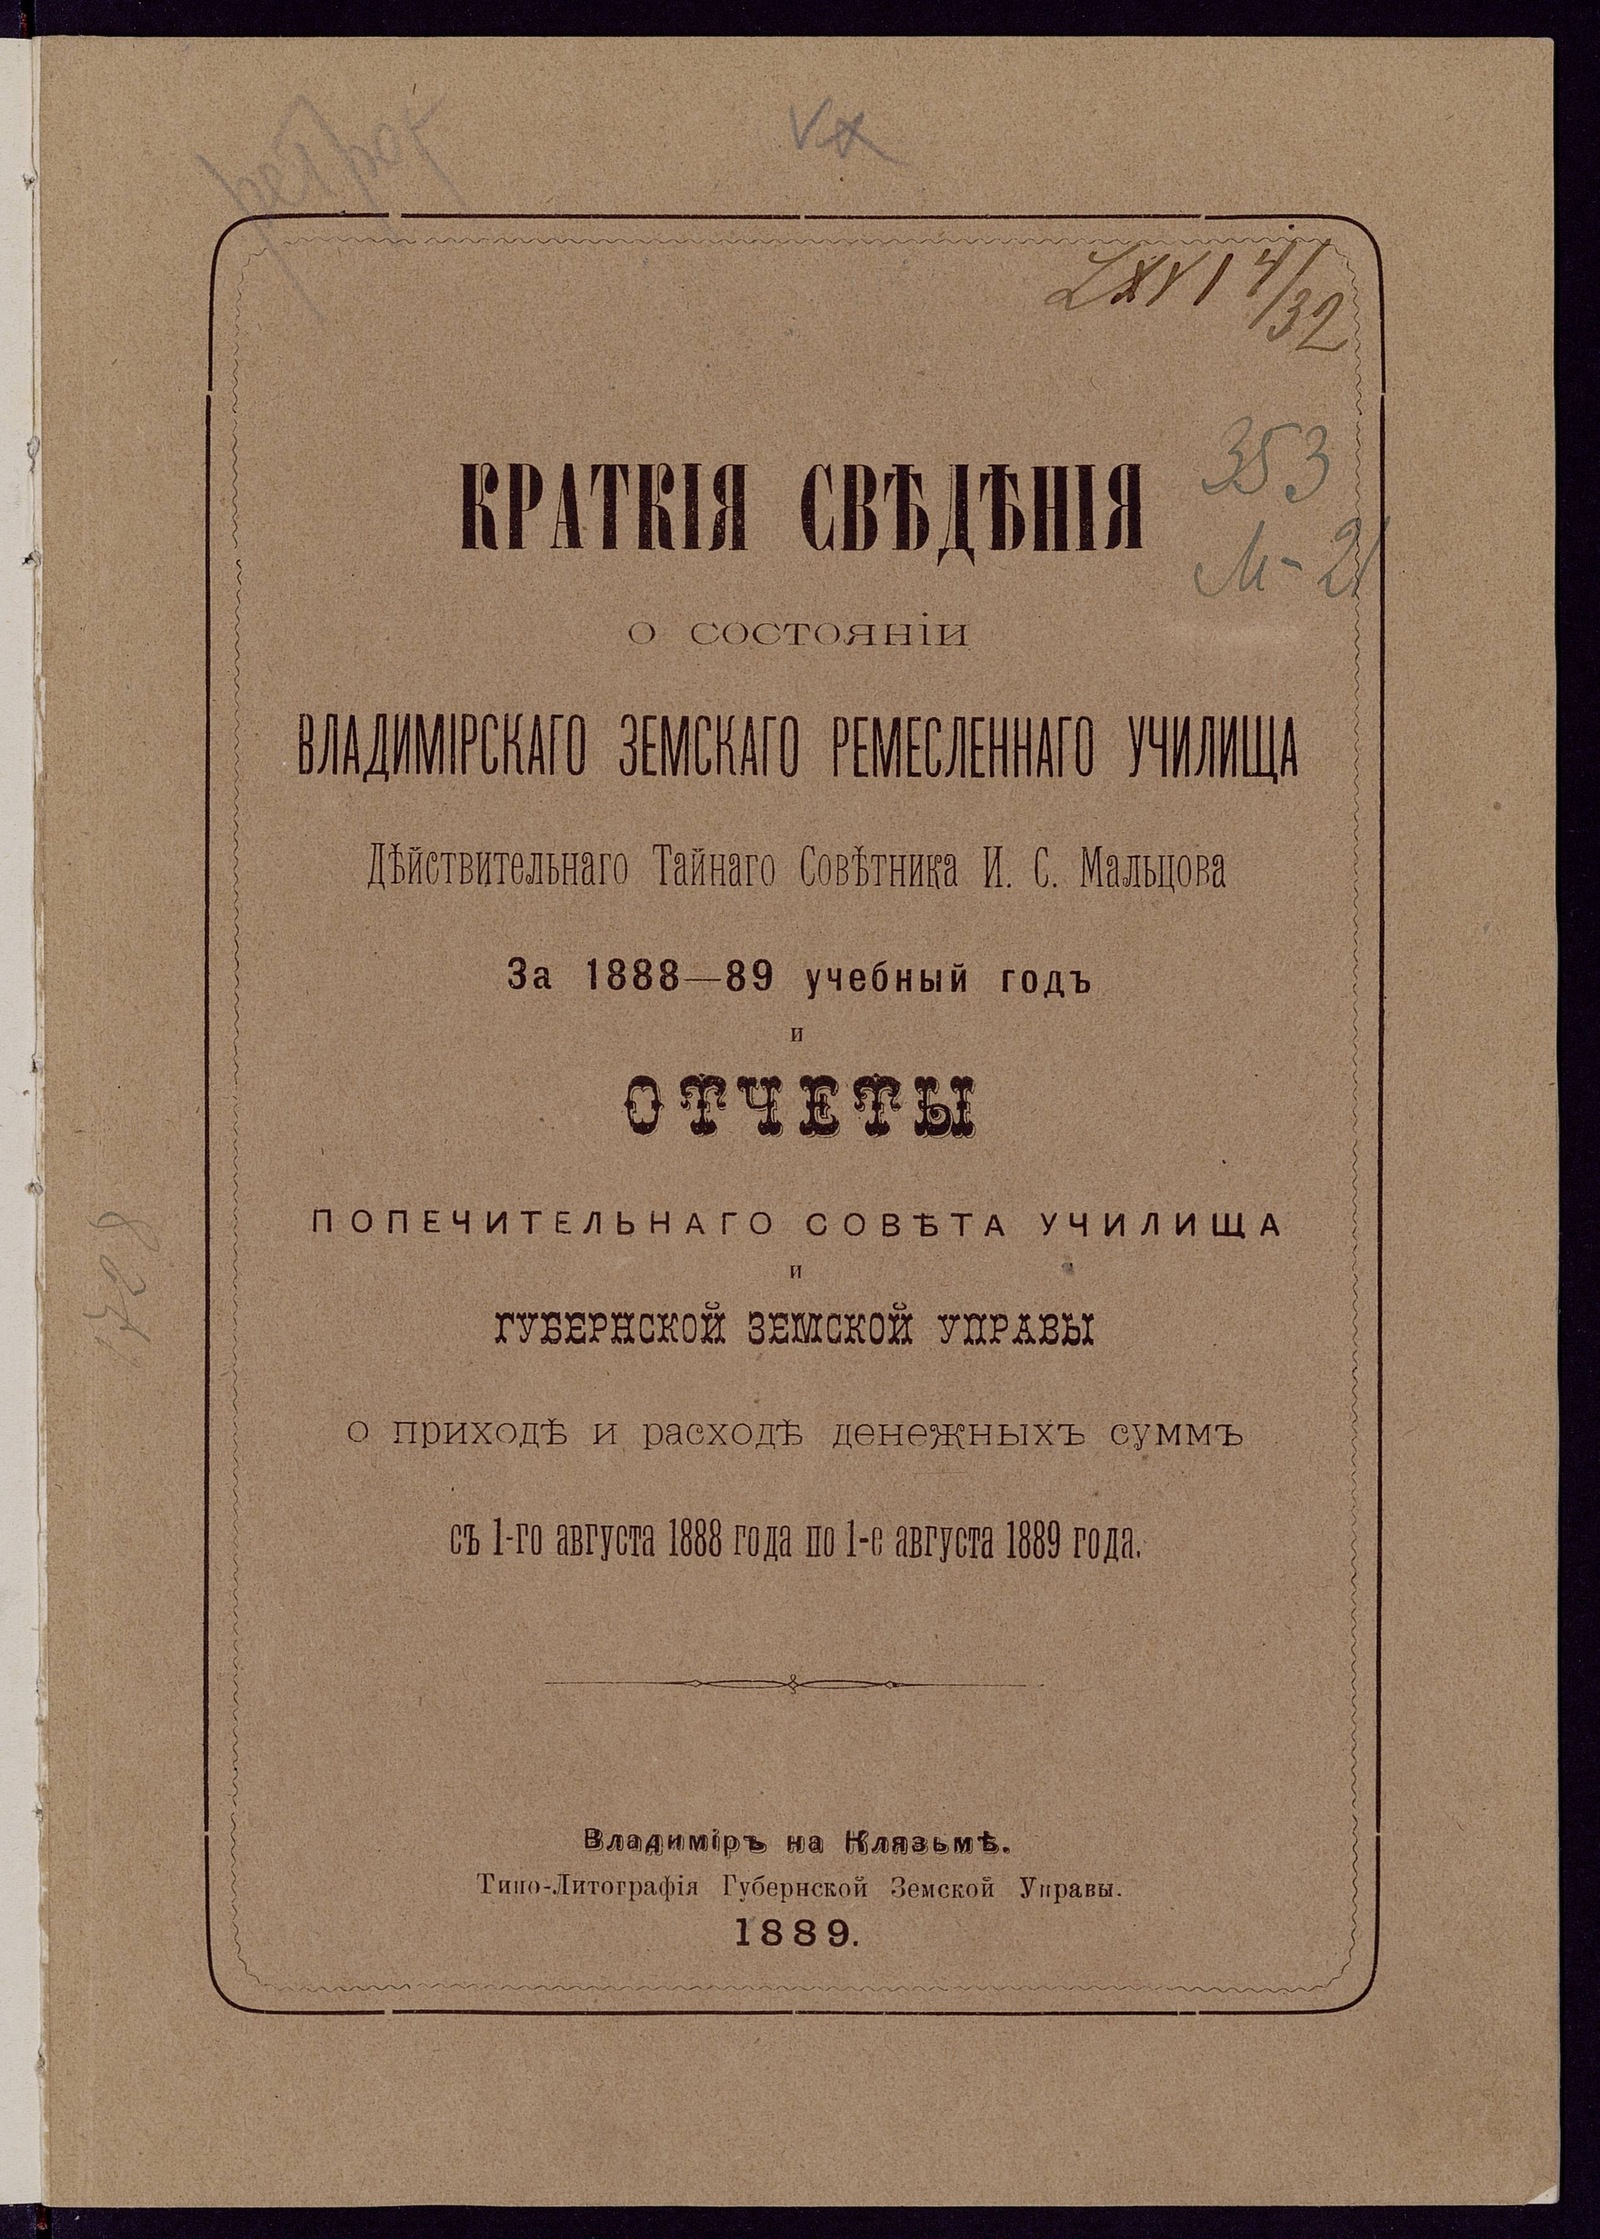 LXVI 4/32
353
М-21
КРАТКІЯ СВѢДѢНІЯ
О СОСТОЯНІИ
ВЛАДИМІРСКАГО ЗЕМСКАГО РЕМЕСЛЕННАГО УЧИЛИЩА
Дѣйствительнаго Тайнаго Совѣтника И. С. Мальцова
За 1888—89 учебный годъ
и
ОТЧЕТЫ
ПОПЕЧИТЕЛЬНАГО СОВѢТА УЧИЛИЩА
и
ГУБЕРНСКОЙ ЗЕМСКОЙ УПРАВЫ
о приходѣ и расходѣ денежныхъ суммъ
съ 1-го августа 1888 года по 1-е августа 1889 года.
Владиміръ на Клязьмѣ.
Типо-Литографія Губернской Земской Управы.
1889.